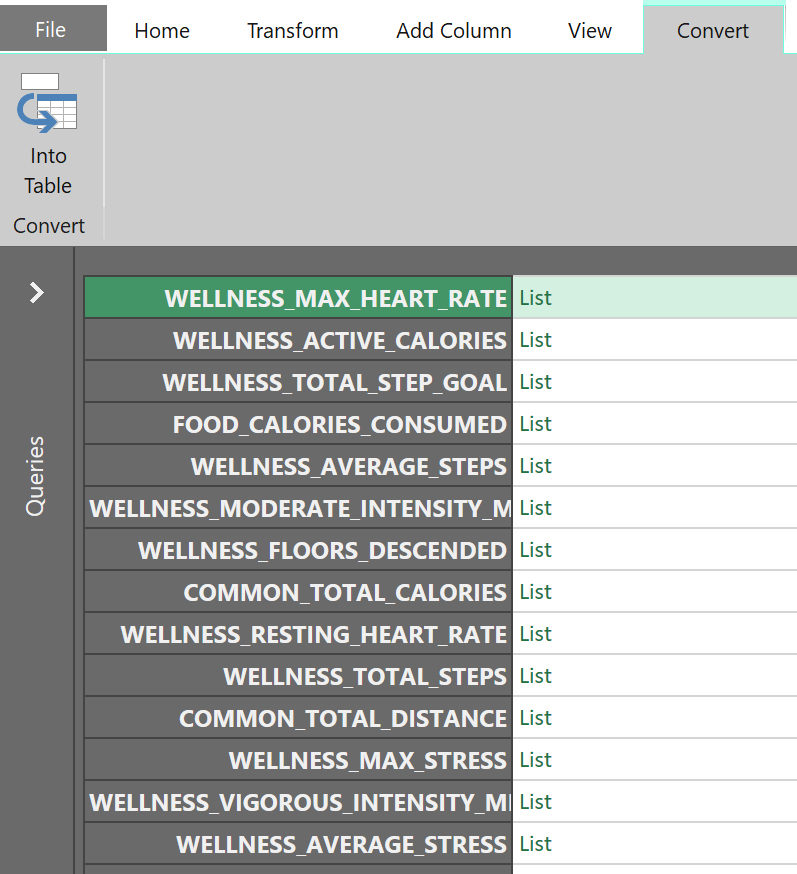 File Home Transform Add Column View Convert
Into
Table
Convert
Queries
WELLNESS_MAX_HEART_RATE List
WELLNESS_ACTIVE_CALORIES List
WELLNESS_TOTAL_STEP_GOAL List
FOOD_CALORIES_CONSUMED List
WELLNESS_AVERAGE_STEPS List
WELLNESS_MODERATE_INTENSITY_M List
WELLNESS_FLOORS_DESCENDED List
COMMON_TOTAL_CALORIES List
WELLNESS_RESTING_HEART_RATE List
WELLNESS_TOTAL_STEPS List
COMMON_TOTAL_DISTANCE List
WELLNESS_MAX_STRESS List
WELLNESS_VIGOROUS_INTENSITY_MI List
WELLNESS_AVERAGE_STRESS List